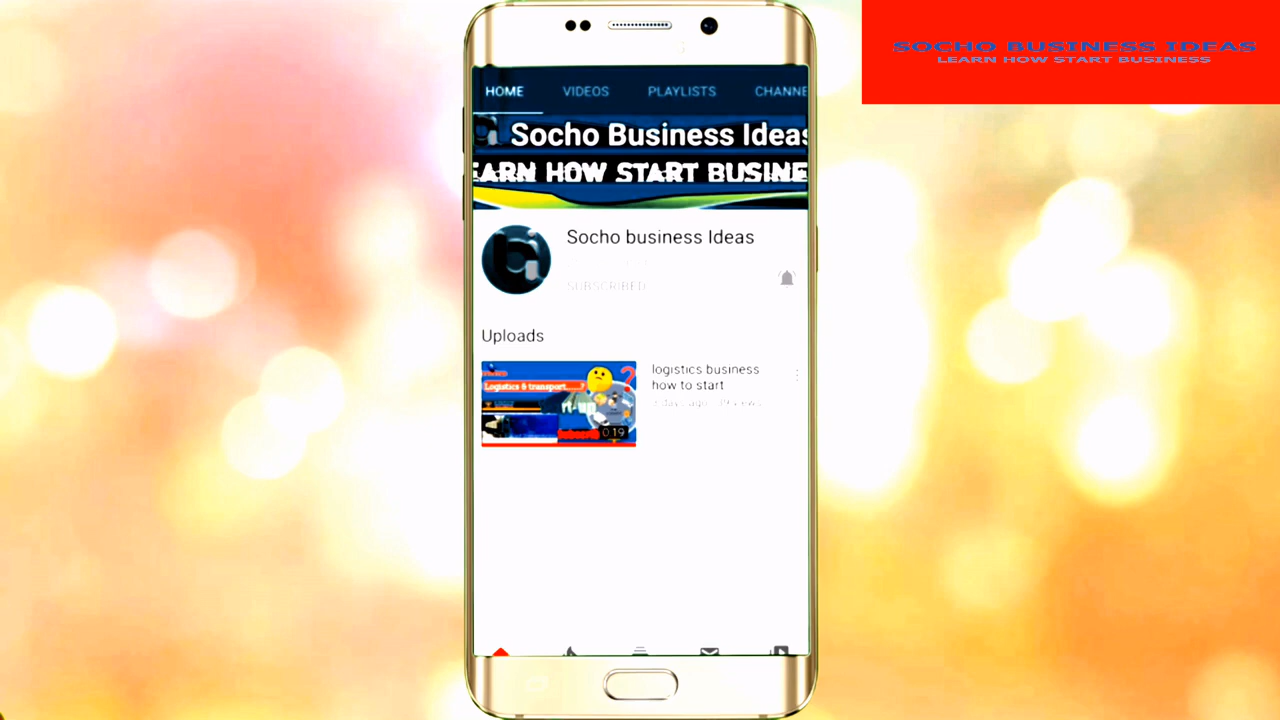 SOCHO BUSINESS IDEAS
LEARN HOW START BUSINESS
HOME VIDEOS PLAYLISTS CHANNE
Socho Business Ideas
EARN HOW START BUSINE
Socho business Ideas
SUBSCRIBED
Uploads
Logistics & transport......?
0:19
logistics business
how to start